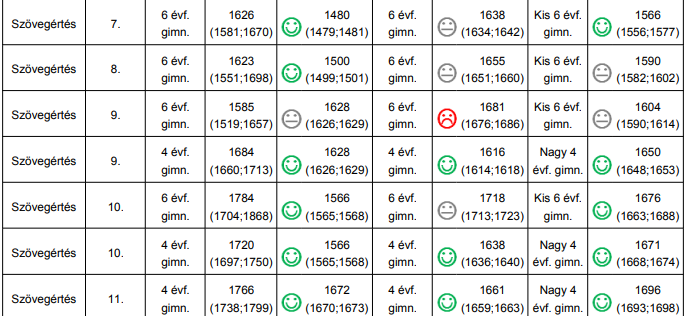 6 évf. 1626 1480 6 évf. 1638 Kis 6 évf. 1566
Szövegértés 7. gimn. (1581;1670) (1479;1481) gimn. (1634;1642) gimn. (1556;1577)
6 évf. 1623 1500 6 évf. 1655 Kis 6 évf. 1590
Szövegértés 8. gimn. (1551;1698) (1499;1501) gimn. (1651;1660) gimn. (1582;1602)
6 évf. 1585 1628 6 évf. 1681 Kis 6 évf. 1604
Szövegértés 9. gimn. (1519;1657) (1626;1629) gimn. (1676;1686) gimn. (1590;1614)
4 évf. 1684 1628 4 évf. 1616 Nagy 4 1650
Szövegértés 9. gimn. (1660;1713) (1626;1629) gimn. (1614;1618) évf. gimn. (1648;1653)
6 évf. 1784 1566 6 évf. 1718 Kis 6 évf. 1676
Szövegértés 10. gimn. (1704;1868) (1565;1568) gimn. (1713;1723) gimn. (1663;1688)
4 évf. 1720 1566 4 évf. 1638 Nagy 4 1671
Szövegértés 10. gimn. (1697;1750) (1565;1568) gimn. (1636;1640) évf. gimn. (1668;1674)
4 évf. 1766 1672 4 évf. 1661 Nagy 4 1696
Szövegértés 11. gimn. (1738;1799) (1670;1673) gimn. (1659;1663) évf. gimn. (1693;1698)